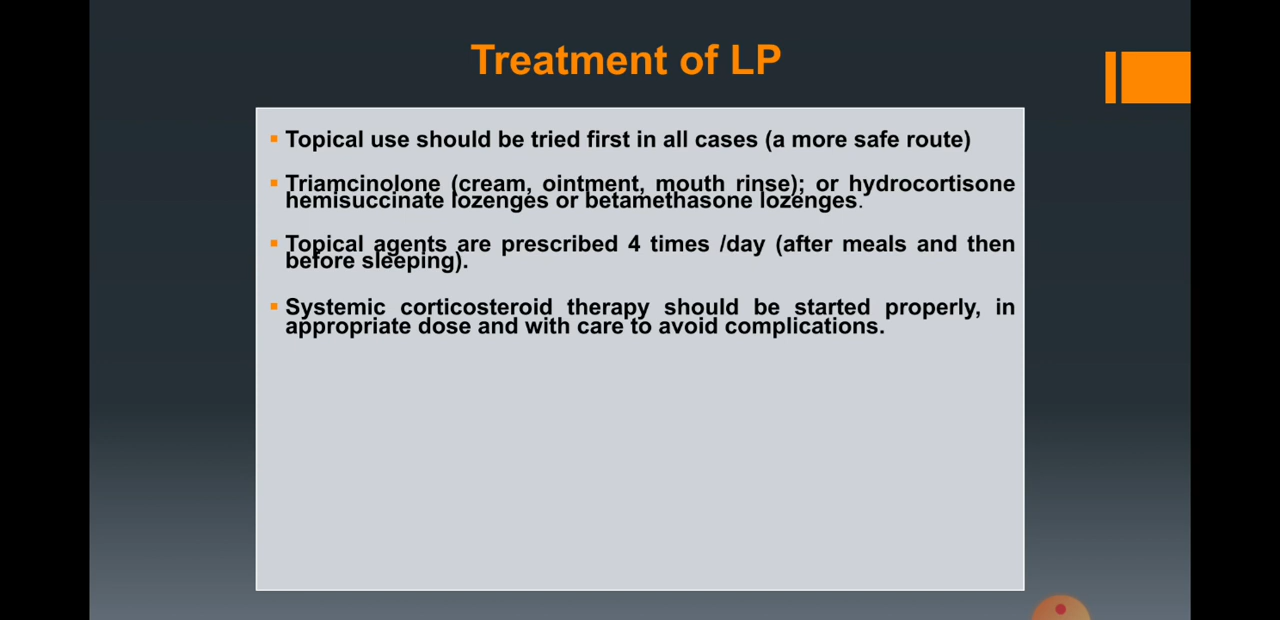 Treatment of LP
▪ Topical use should be tried first in all cases (a more safe route)
▪ Triamcinolone (cream, ointment, mouth rinse); or hydrocortisone
hemisuccinate lozenges or betamethasone lozenges.
▪ Topical agents are prescribed 4 times /day (after meals and then
before sleeping).
▪ Systemic corticosteroid therapy should be started properly, in
appropriate dose and with care to avoid complications.